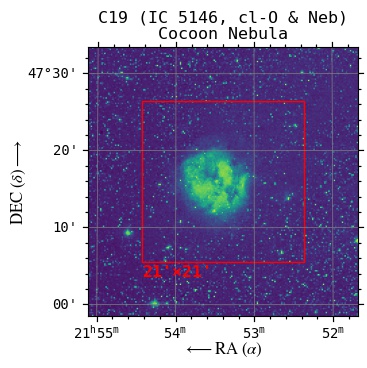 C19 (IC 5146, cl-O & Neb)
Cocoon Nebula
47°30'
20'
10'
00'
DEC (δ) ⟶
21'×21'
21ʰ55ᵐ 54ᵐ 53ᵐ 52ᵐ
⟵ RA (α)